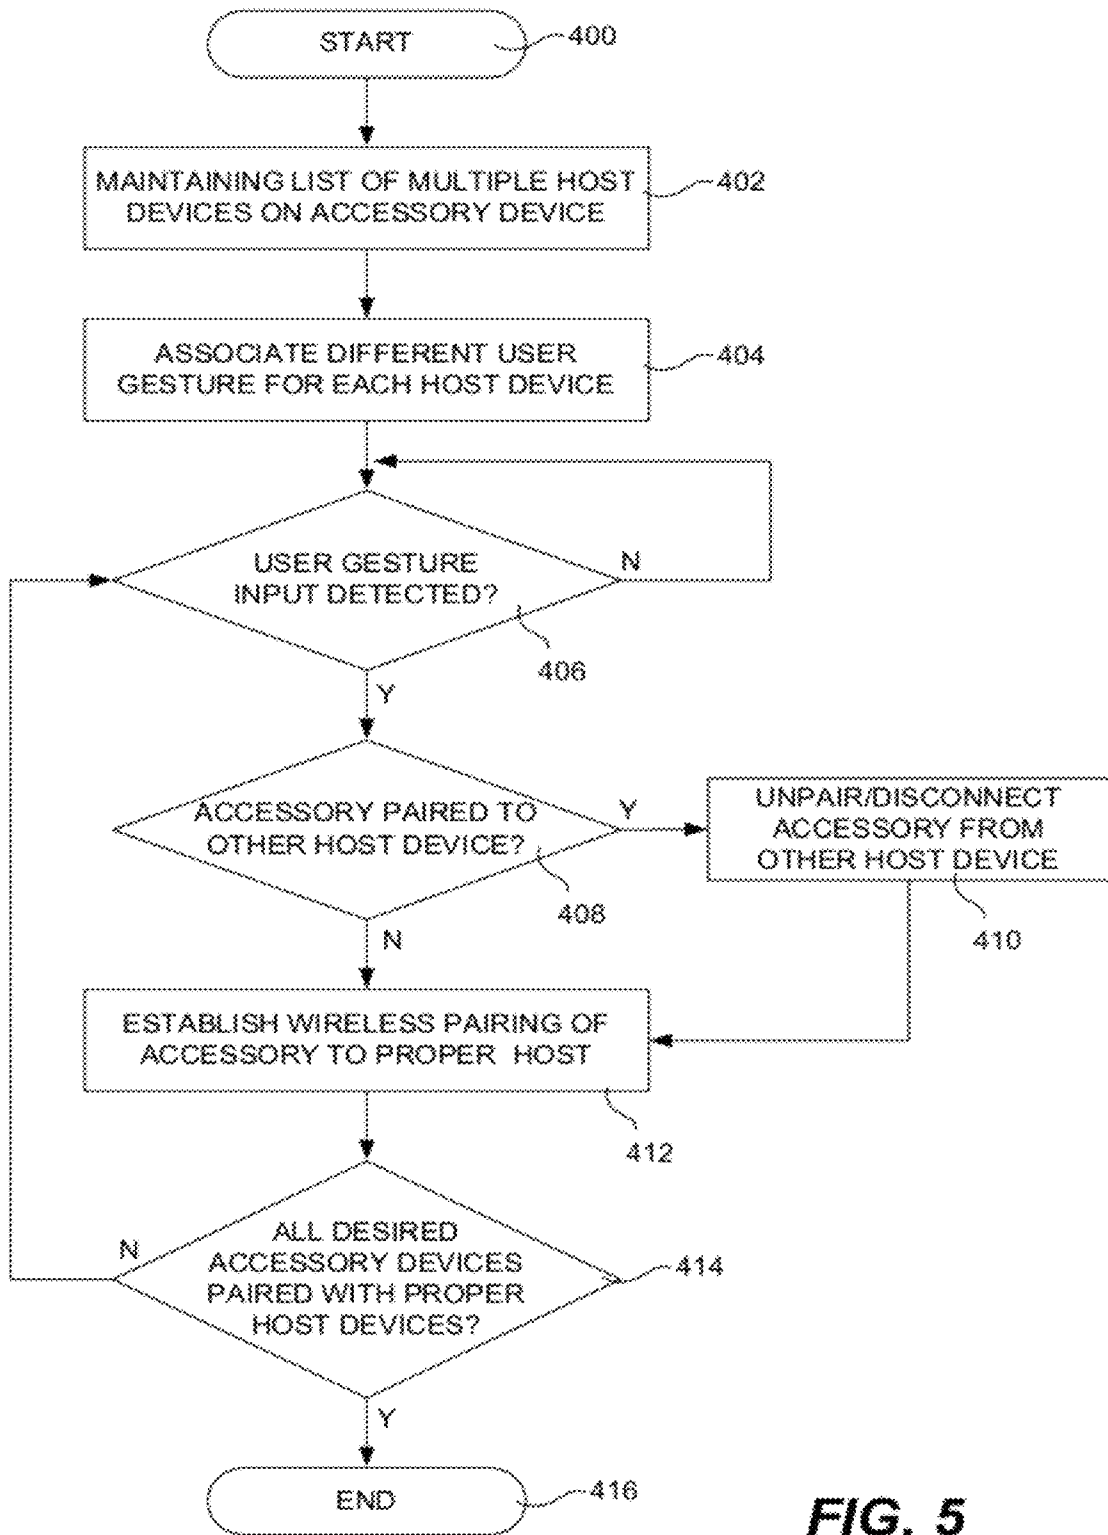 START
400
MAINTAINING LIST OF MULTIPLE HOST
DEVICES ON ACCESSORY DEVICE
402
ASSOCIATE DIFFERENT USER
GESTURE FOR EACH HOST DEVICE
404
USER GESTURE
INPUT DETECTED?
N
406
Y
ACCESSORY PAIRED TO
OTHER HOST DEVICE?
Y
408
UNPAIR/DISCONNECT
ACCESSORY FROM
OTHER HOST DEVICE
410
N
ESTABLISH WIRELESS PAIRING OF
ACCESSORY TO PROPER HOST
412
ALL DESIRED
ACCESSORY DEVICES
PAIRED WITH PROPER
HOST DEVICES?
N
414
Y
END
416
FIG. 5